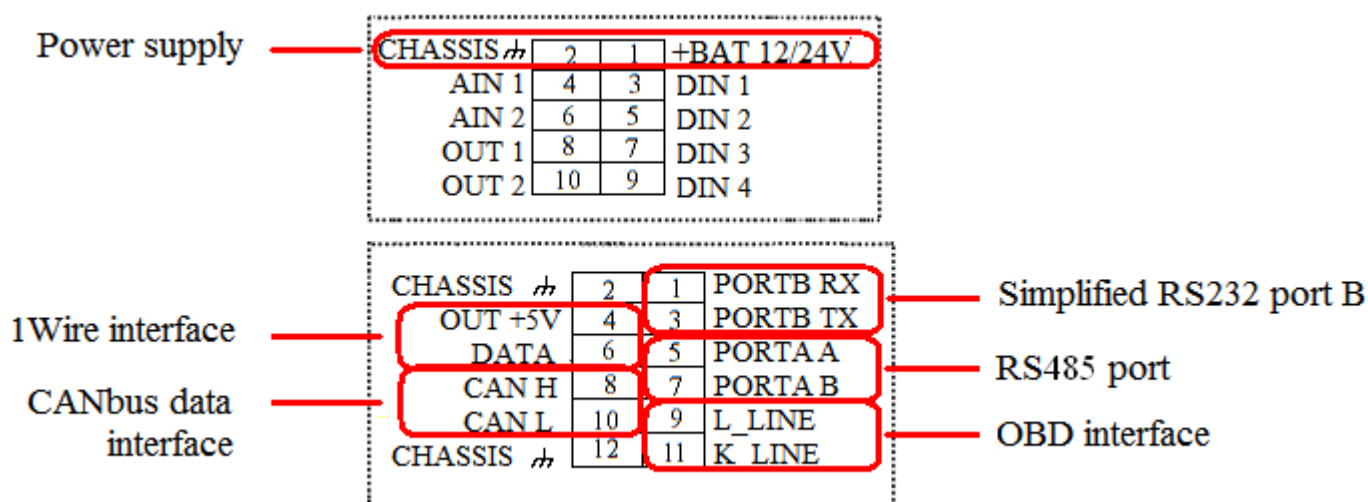 Power supply
CHASSIS 2 1 +BAT 12/24V
AIN 1 4 3 DIN 1
AIN 2 6 5 DIN 2
OUT 1 8 7 DIN 3
OUT 2 10 9 DIN 4
CHASSIS 2 1 PORTB RX
OUT +5V 4 3 PORTB TX
DATA 6 5 PORTA A
CAN H 8 7 PORTA B
CAN L 10 9 L_LINE
CHASSIS 12 11 K_LINE
1Wire interface
CANbus data
interface
Simplified RS232 port B
RS485 port
OBD interface